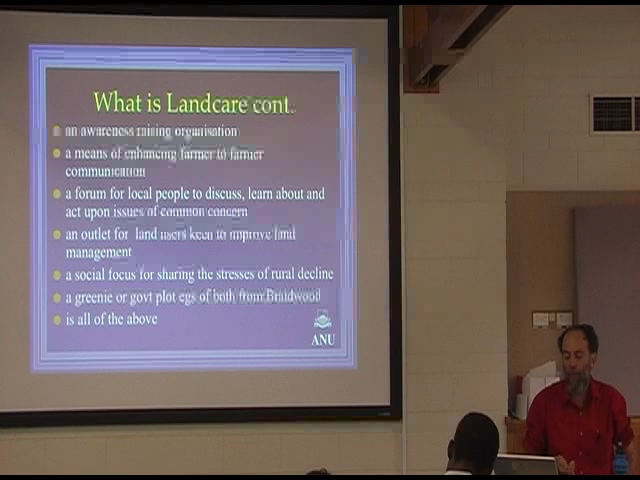 What is Landcare cont.
an awareness raising organisation
a means of enhancing farmer to farmer
communication
a forum for local people to discuss, learn about and
act upon issues of common concern
an outlet for land users keen to improve land
management
a social focus for sharing the stresses of rural decline
a greenie or govt plot egs of both from Braidwood
is all of the above
ANU